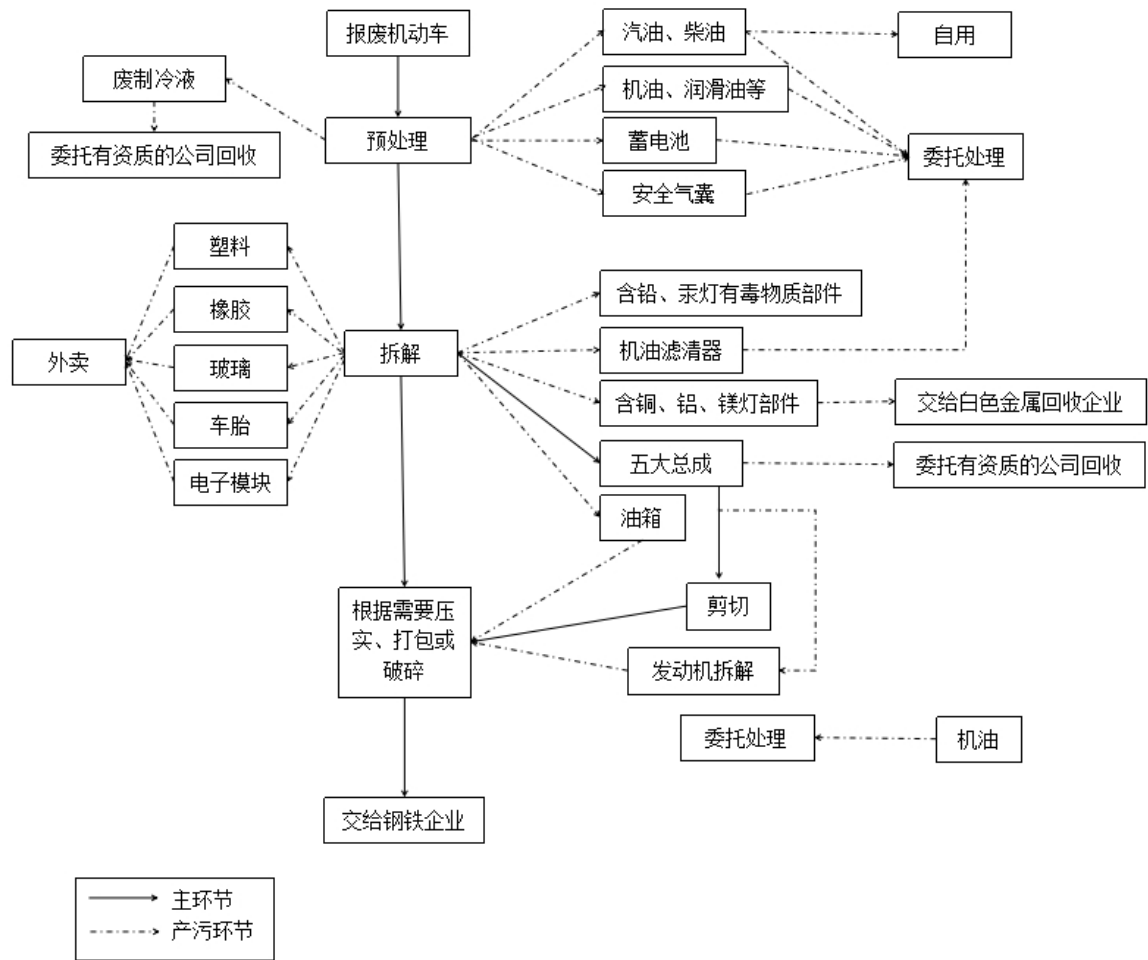 报废机动车
汽油、柴油
自用
废制冷液
机油、润滑油等
委托有资质的公司回收
预处理
蓄电池
委托处理
安全气囊
塑料
橡胶
玻璃
车胎
电子模块
外卖
拆解
含铅、汞灯有毒物质部件
机油滤清器
含铜、铝、镁灯部件
交给白色金属回收企业
五大总成
委托有资质的公司回收
油箱
根据需要压
实、打包或
破碎
剪切
发动机拆解
委托处理
机油
交给钢铁企业
主环节
产污环节